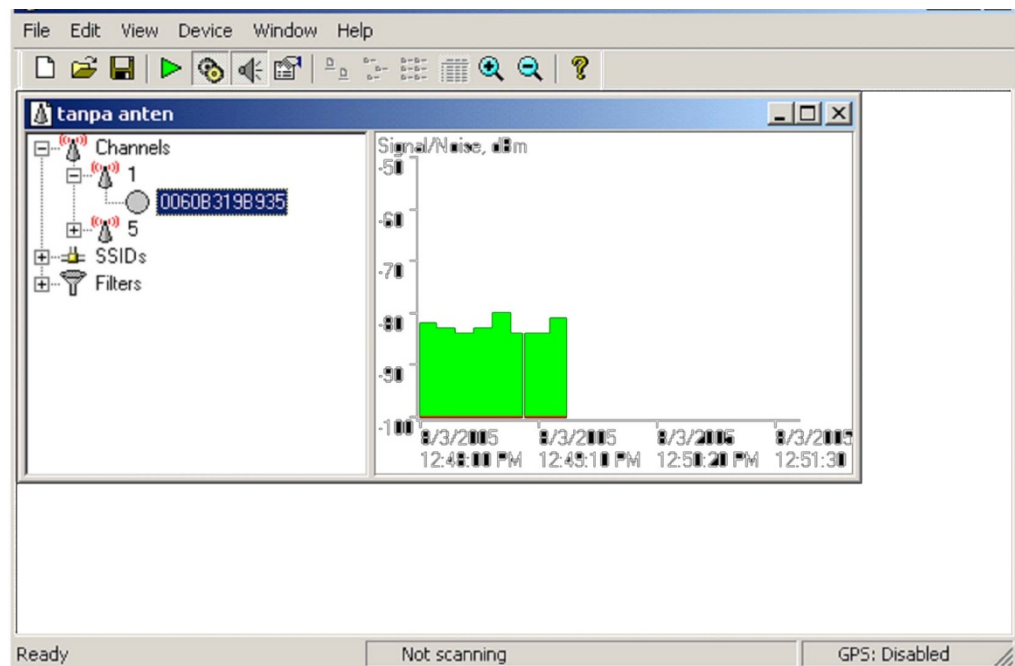 File Edit View Device Window Help
tanpa anten
Channels
1
0060B319B935
5
SSIDs
Filters
Signal/Noise, dBm
-50
-60
-70
-80
-90
-100
8/3/2005 8/3/2005 8/3/2005 8/3/2005
12:48:00 PM 12:49:10 PM 12:50:20 PM 12:51:30
Ready Not scanning GPS: Disabled